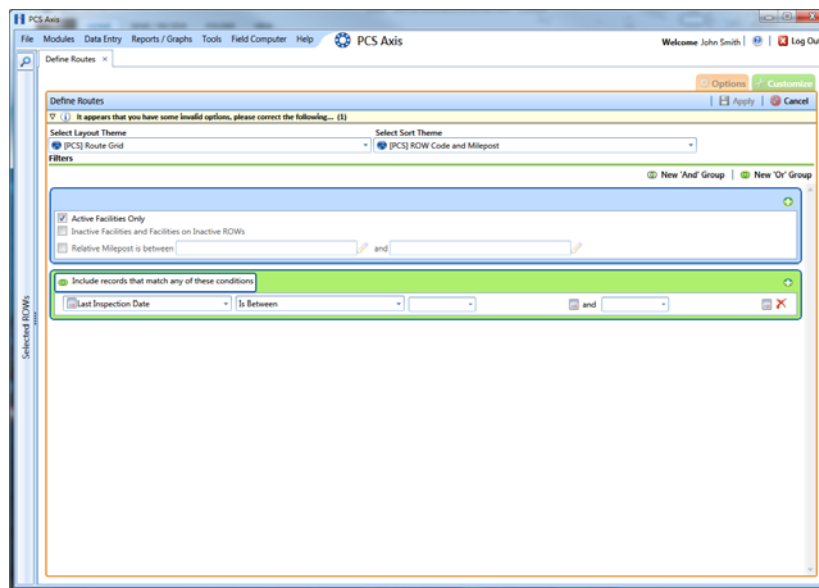 PCS Axis
File Modules Data Entry Reports / Graphs Tools Field Computer Help PCS Axis Welcome John Smith Log Out
Define Routes
Options Customize
Define Routes Apply Cancel
It appears that you have some invalid options, please correct the following... (1)
Select Layout Theme Select Sort Theme
[PCS] Route Grid [PCS] ROW Code and Milepost
Filters
New 'And' Group New 'Or' Group
Active Facilities Only
Inactive Facilities and Facilities on Inactive ROWs
Relative Milepost is between and
Include records that match any of these conditions
Last Inspection Date Is Between and
Selected ROWs